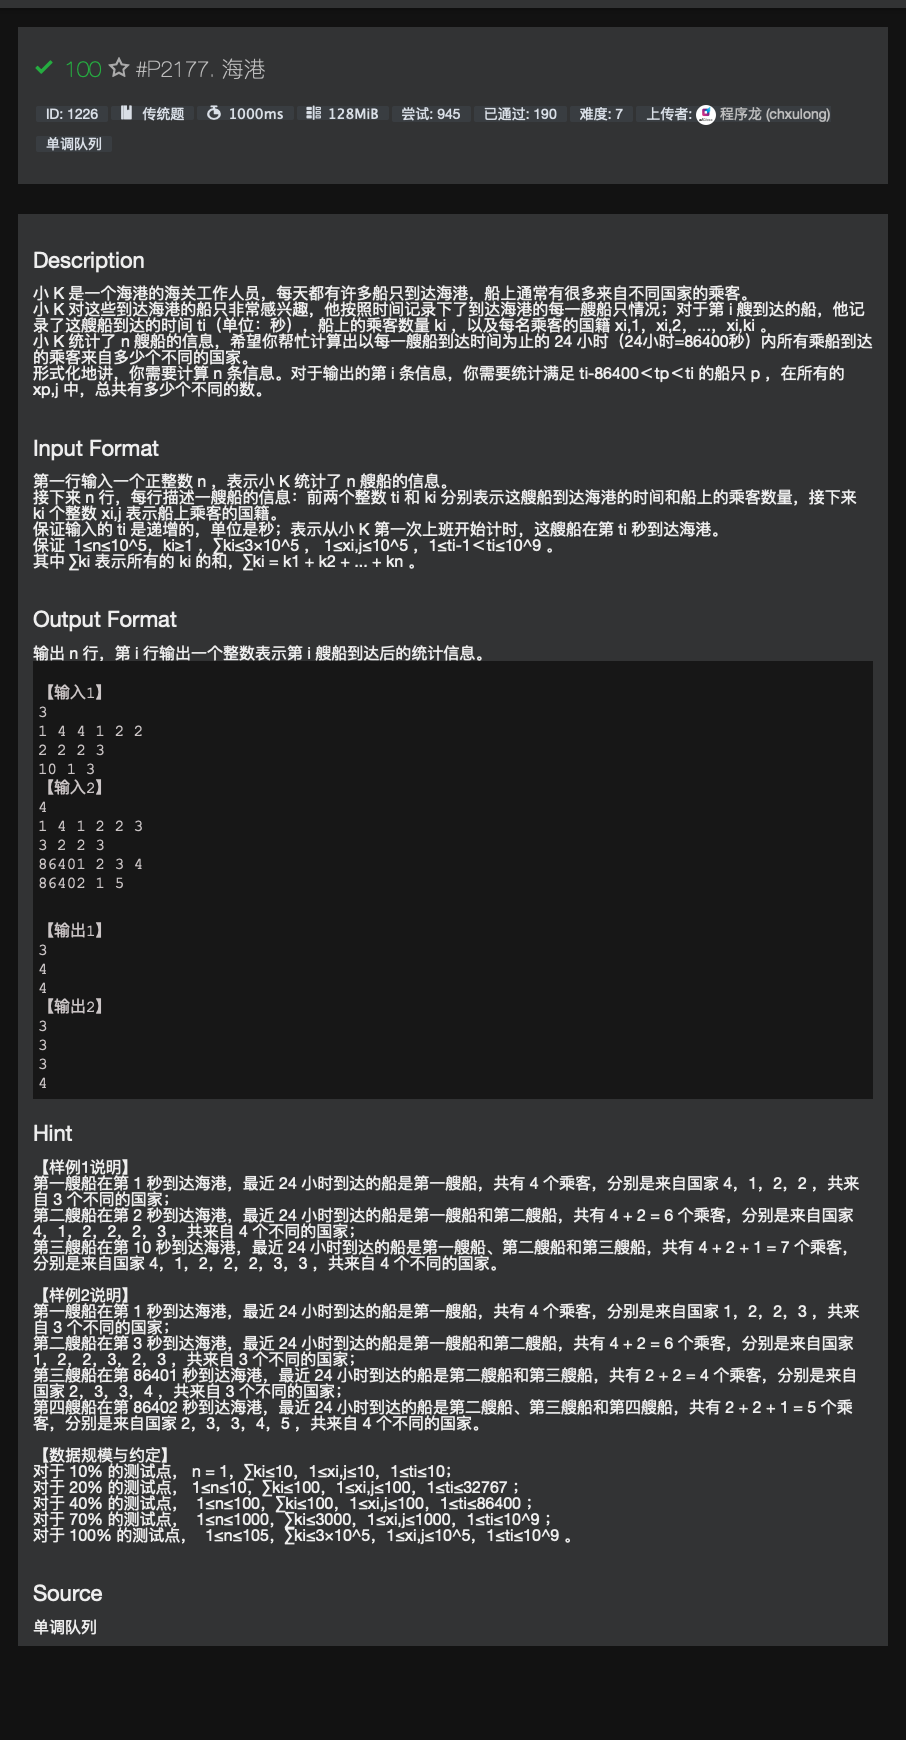 100 #P2177. 海港
ID: 1226 传统题 1000ms 128MiB 尝试: 945 已通过: 190 难度: 7 上传者: 程序龙 (chxulong)
单调队列
Description
小 K 是一个海港的海关工作人员，每天都有许多船只到达海港，船上通常有很多来自不同国家的乘客。
小 K 对这些到达海港的船只非常感兴趣，他按照时间记录下了到达海港的每一艘船只情况；对于第 i 艘到达的船，他记
录了这艘船到达的时间 ti（单位：秒），船上的乘客数量 ki ，以及每名乘客的国籍 xi,1，xi,2，…，xi,ki 。
小 K 统计了 n 艘船的信息，希望你帮忙计算出以每一艘船到达时间为止的 24 小时（24小时=86400秒）内所有乘船到达
的乘客来自多少个不同的国家。
形式化地讲，你需要计算 n 条信息。对于输出的第 i 条信息，你需要统计满足 ti-86400＜tp＜ti 的船只 p ，在所有的
xp,j 中，总共有多少个不同的数。
Input Format
第一行输入一个正整数 n ，表示小 K 统计了 n 艘船的信息。
接下来 n 行，每行描述一艘船的信息：前两个整数 ti 和 ki 分别表示这艘船到达海港的时间和船上的乘客数量，接下来
ki 个整数 xi,j 表示船上乘客的国籍。
保证输入的 ti 是递增的，单位是秒；表示从小 K 第一次上班开始计时，这艘船在第 ti 秒到达海港。
保证 1≤n≤10^5，ki≥1 ，∑ki≤3×10^5 ， 1≤xi,j≤10^5 ，1≤ti-1＜ti≤10^9 。
其中 ∑ki 表示所有的 ki 的和，∑ki = k1 + k2 + ... + kn 。
Output Format
输出 n 行，第 i 行输出一个整数表示第 i 艘船到达后的统计信息。
【输入1】
3
1 4 4 1 2 2
2 2 2 3
10 1 3
【输入2】
4
1 4 1 2 2 3
3 2 2 3
86401 2 3 4
86402 1 5
【输出1】
3
4
4
【输出2】
3
3
3
4
Hint
【样例1说明】
第一艘船在第 1 秒到达海港，最近 24 小时到达的船是第一艘船，共有 4 个乘客，分别是来自国家 4，1，2，2 ，共来
自 3 个不同的国家；
第二艘船在第 2 秒到达海港，最近 24 小时到达的船是第一艘船和第二艘船，共有 4 + 2 = 6 个乘客，分别是来自国家
4，1，2，2，2，3 ，共来自 4 个不同的国家；
第三艘船在第 10 秒到达海港，最近 24 小时到达的船是第一艘船、第二艘船和第三艘船，共有 4 + 2 + 1 = 7 个乘客，
分别是来自国家 4，1，2，2，2，3，3 ，共来自 4 个不同的国家。
【样例2说明】
第一艘船在第 1 秒到达海港，最近 24 小时到达的船是第一艘船，共有 4 个乘客，分别是来自国家 1，2，2，3 ，共来
自 3 个不同的国家；
第二艘船在第 3 秒到达海港，最近 24 小时到达的船是第一艘船和第二艘船，共有 4 + 2 = 6 个乘客，分别是来自国家
1，2，2，3，2，3 ，共来自 3 个不同的国家；
第三艘船在第 86401 秒到达海港，最近 24 小时到达的船是第二艘船和第三艘船，共有 2 + 2 = 4 个乘客，分别是来自
国家 2，3，3，4 ，共来自 3 个不同的国家；
第四艘船在第 86402 秒到达海港，最近 24 小时到达的船是第二艘船、第三艘船和第四艘船，共有 2 + 2 + 1 = 5 个乘
客，分别是来自国家 2，3，3，4，5 ，共来自 4 个不同的国家。
【数据规模与约定】
对于 10% 的测试点， n = 1，∑ki≤10，1≤xi,j≤10，1≤ti≤10；
对于 20% 的测试点， 1≤n≤10，∑ki≤100，1≤xi,j≤100，1≤ti≤32767；
对于 40% 的测试点， 1≤n≤100，∑ki≤100，1≤xi,j≤100，1≤ti≤86400；
对于 70% 的测试点， 1≤n≤1000，∑ki≤3000，1≤xi,j≤1000，1≤ti≤10^9；
对于 100% 的测试点， 1≤n≤105，∑ki≤3×10^5，1≤xi,j≤10^5，1≤ti≤10^9 。
Source
单调队列